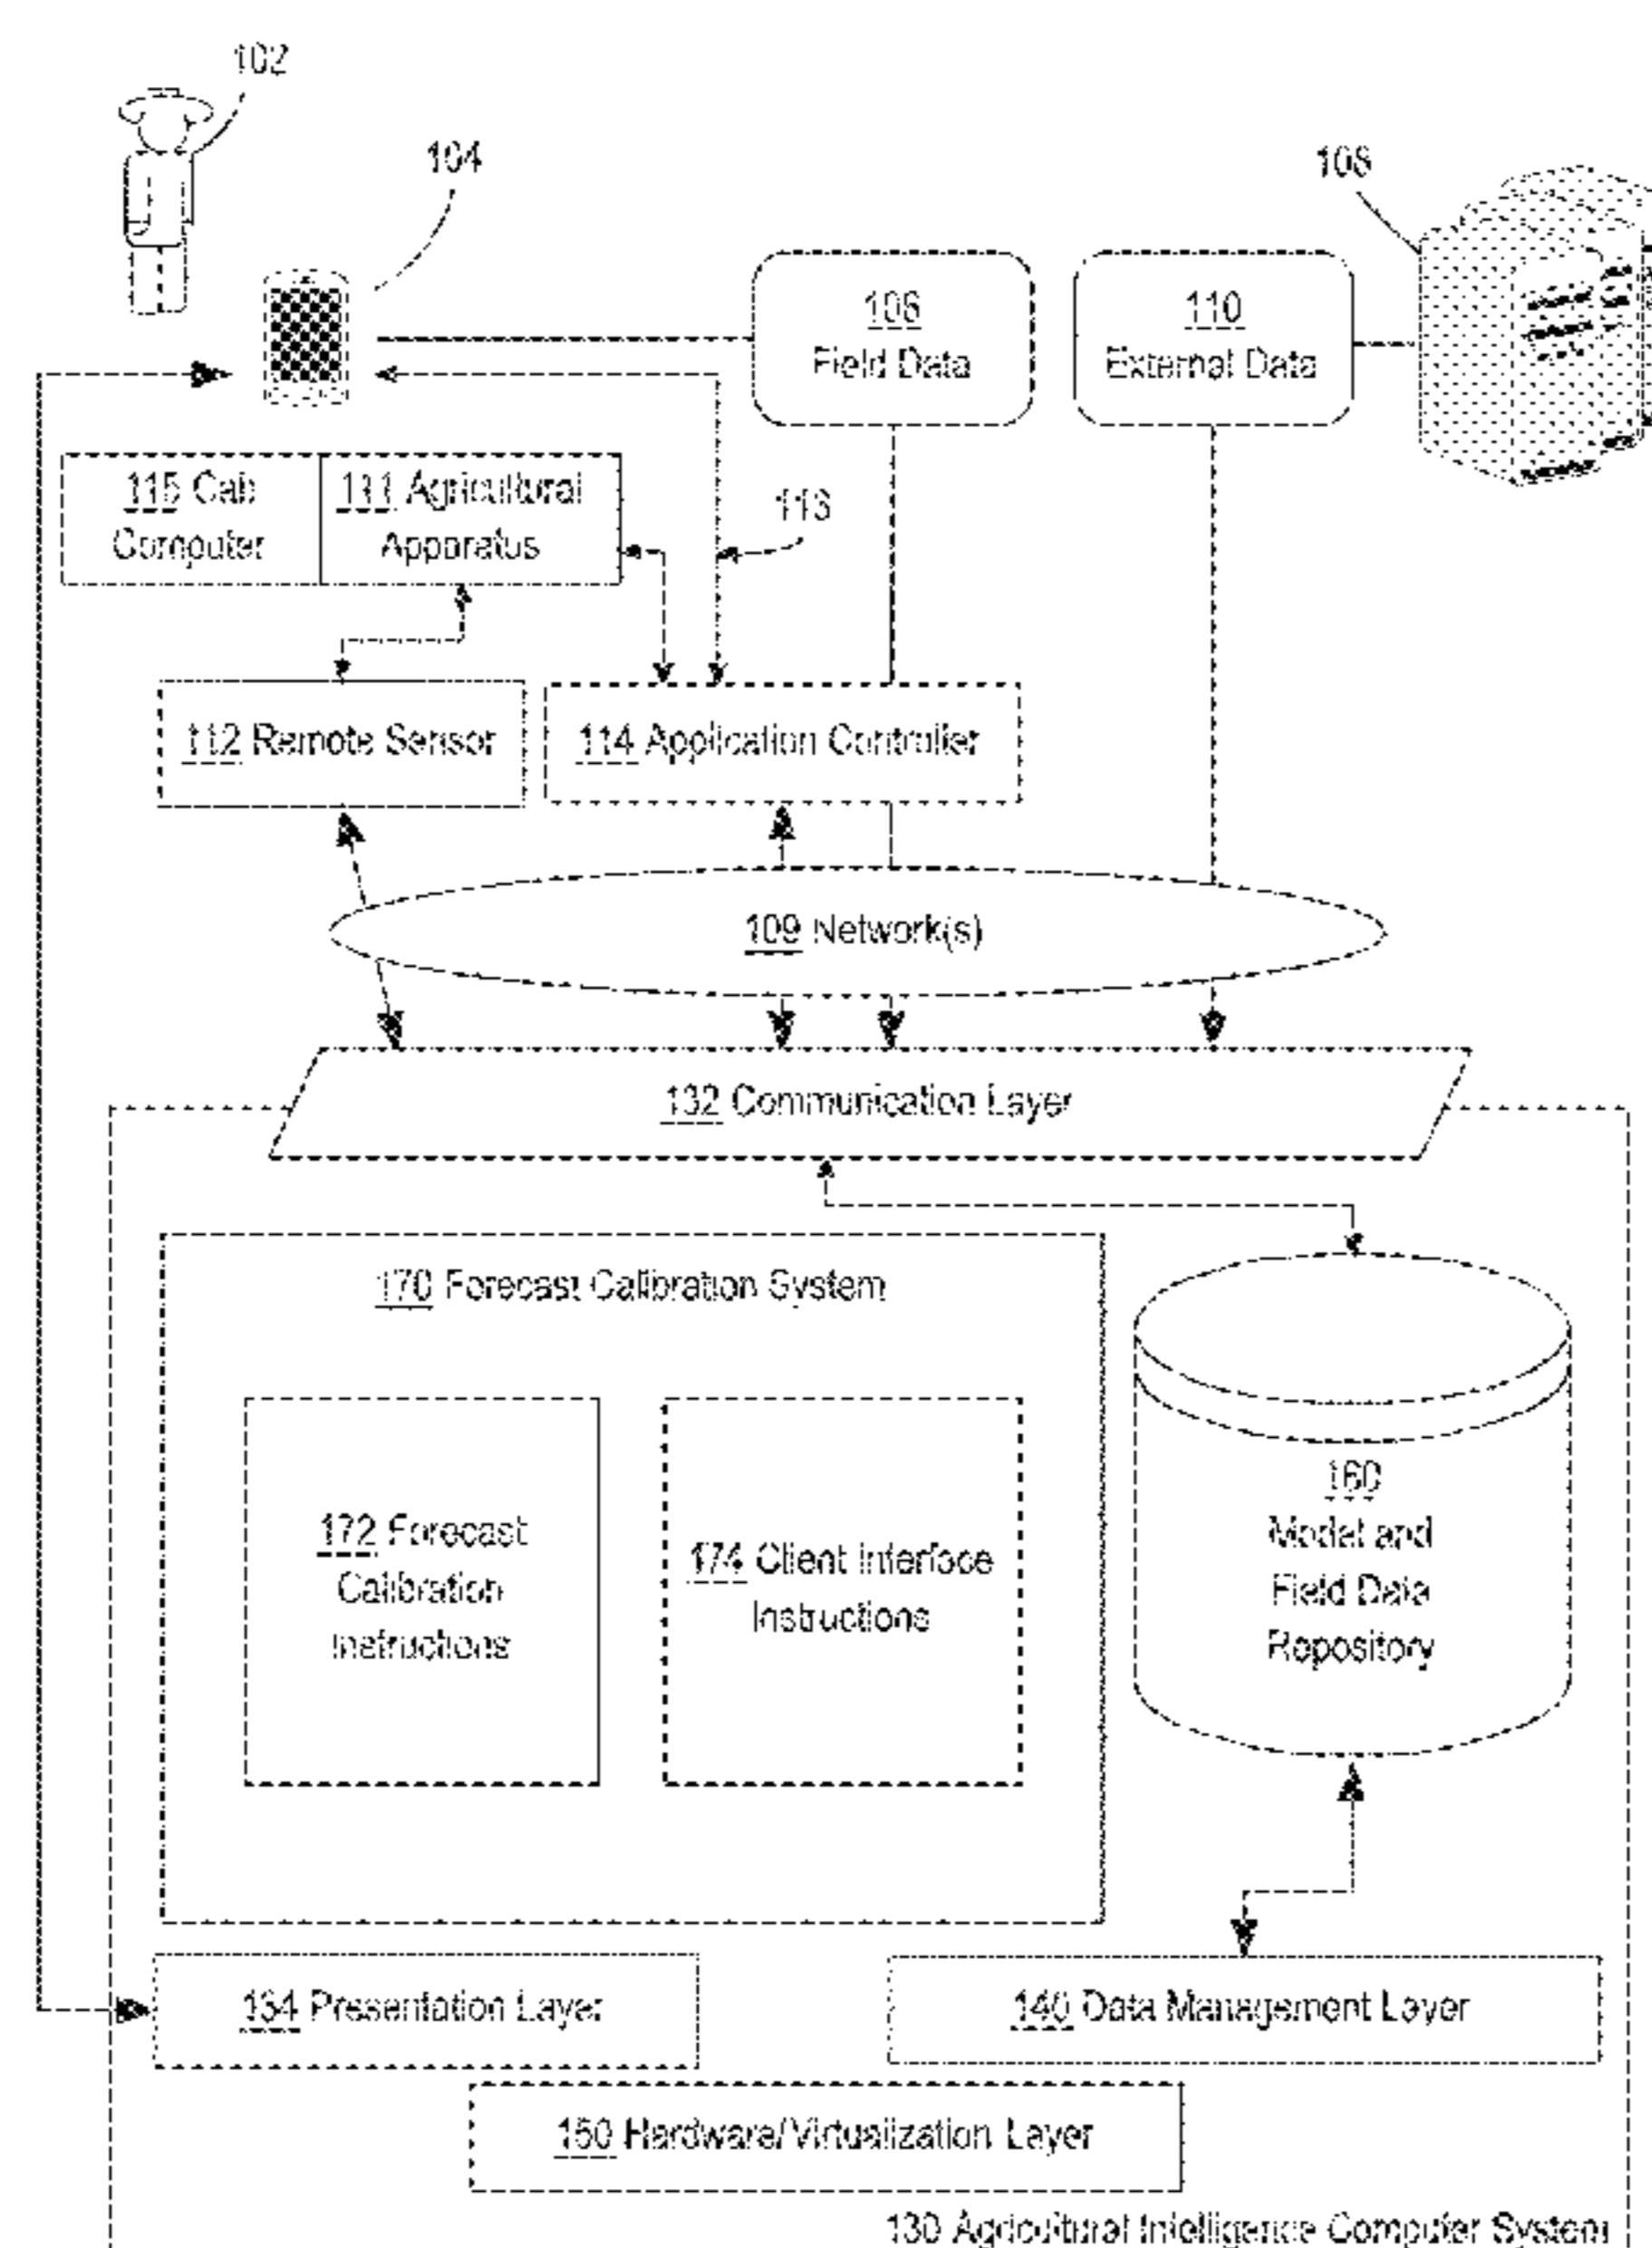 102
104
108
106
Field Data
110
External Data
115 Cab
Computer
111 Agricultural
Apparatus
113
112 Remote Sensor
114 Application Controller
109 Network(s)
132 Communication Layer
170 Forecast Calibration System
172 Forecast
Calibration
Instructions
174 Client Interface
Instructions
160
Model and
Field Data
Repository
134 Presentation Layer
140 Data Management Layer
150 Hardware/Virtualization Layer
130 Agricultural Intelligence Computer System